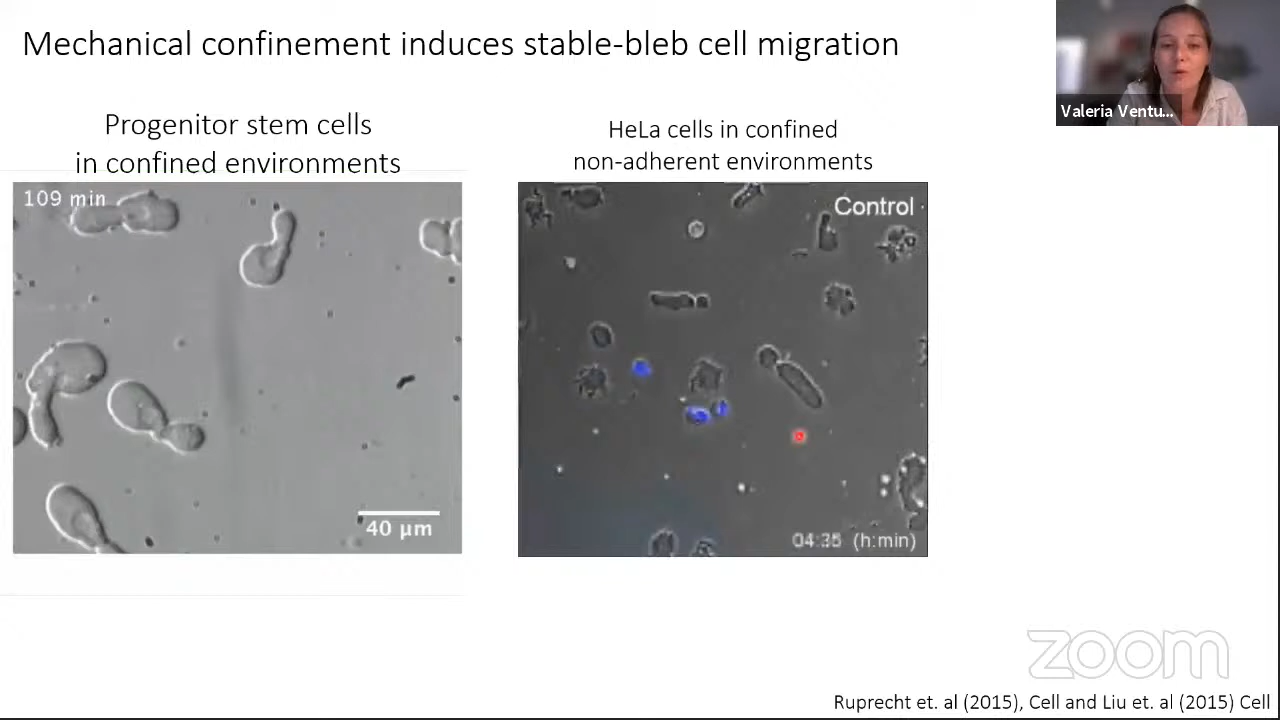 Mechanical confinement induces stable-bleb cell migration
Valeria Ventu...
Progenitor stem cells
in confined environments
HeLa cells in confined
non-adherent environments
109 min
40 µm
Control
04:35 (h:min)
zoom
Ruprecht et. al (2015), Cell and Liu et. al (2015) Cell